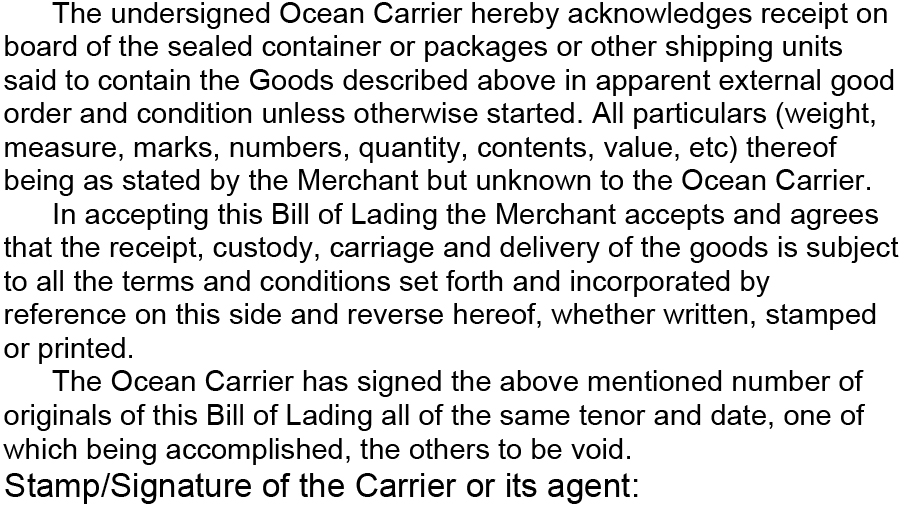 The undersigned Ocean Carrier hereby acknowledges receipt on
board of the sealed container or packages or other shipping units
said to contain the Goods described above in apparent external good
order and condition unless otherwise started. All particulars (weight,
measure, marks, numbers, quantity, contents, value, etc) thereof
being as stated by the Merchant but unknown to the Ocean Carrier.
In accepting this Bill of Lading the Merchant accepts and agrees
that the receipt, custody, carriage and delivery of the goods is subject
to all the terms and conditions set forth and incorporated by
reference on this side and reverse hereof, whether written, stamped
or printed.
The Ocean Carrier has signed the above mentioned number of
originals of this Bill of Lading all of the same tenor and date, one of
which being accomplished, the others to be void.
Stamp/Signature of the Carrier or its agent: